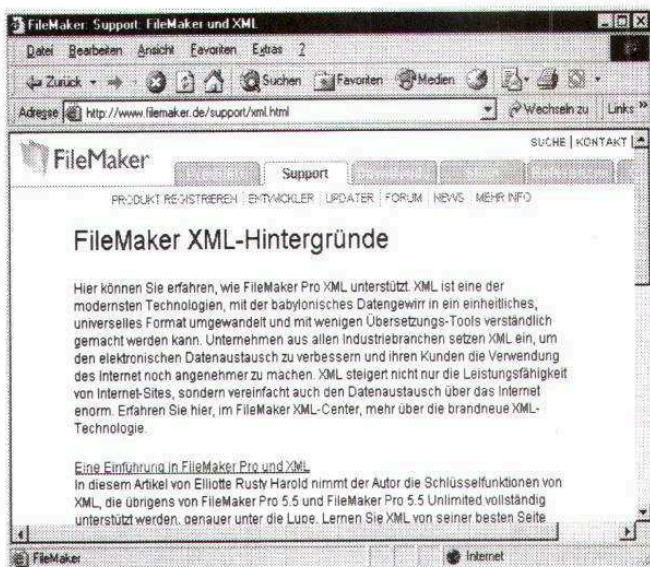 FileMaker: Support: FileMaker und XML
Datei Bearbeiten Ansicht Favoriten Extras ?
Zurück Suchen Favoriten Medien
Adresse http://www.filemaker.de/support/xml.html Wechseln zu Links »
SUCHE | KONTAKT
FileMaker Support
PRODUKT REGISTRIEREN | ENTWICKLER | UPDATER | FORUM | NEWS | MEHR INFO
FileMaker XML-Hintergründe
Hier können Sie erfahren, wie FileMaker Pro XML unterstützt. XML ist eine der
modernsten Technologien, mit der babylonisches Datengewirr in ein einheitliches,
universelles Format umgewandelt und mit wenigen Übersetzungs-Tools verständlich
gemacht werden kann. Unternehmen aus allen Industriebranchen setzen XML ein, um
den elektronischen Datenaustausch zu verbessern und ihren Kunden die Verwendung
des Internet noch angenehmer zu machen. XML steigert nicht nur die Leistungsfähigkeit
von Internet-Sites, sondern vereinfacht auch den Datenaustausch über das Internet
enorm. Erfahren Sie hier, im FileMaker XML-Center, mehr über die brandneue XML-
Technologie.
Eine Einführung in FileMaker Pro und XML
In diesem Artikel von Elliotte Rusty Harold nimmt der Autor die Schlüsselfunktionen von
XML, die übrigens von FileMaker Pro 5.5 und FileMaker Pro 5.5 Unlimited vollständig
unterstützt werden, genauer unter die Lupe. Lernen Sie XML von seiner besten Seite
FileMaker Internet